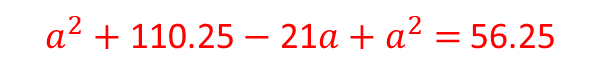 a² + 110.25 − 21a + a² = 56.25